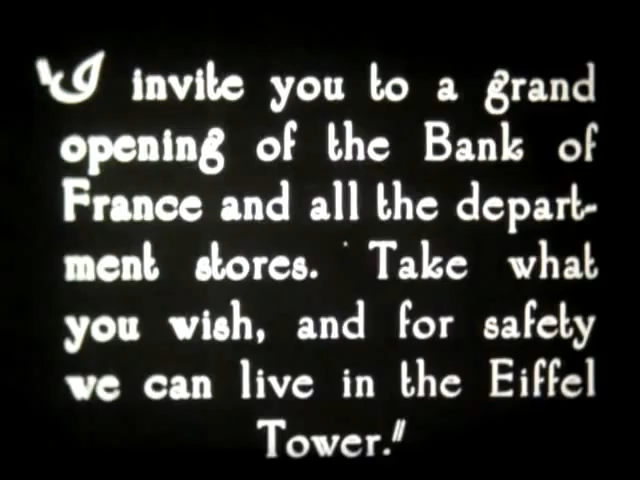 "I invite you to a grand
opening of the Bank of
France and all the depart-
ment stores. Take what
you wish, and for safety
we can live in the Eiffel
Tower."